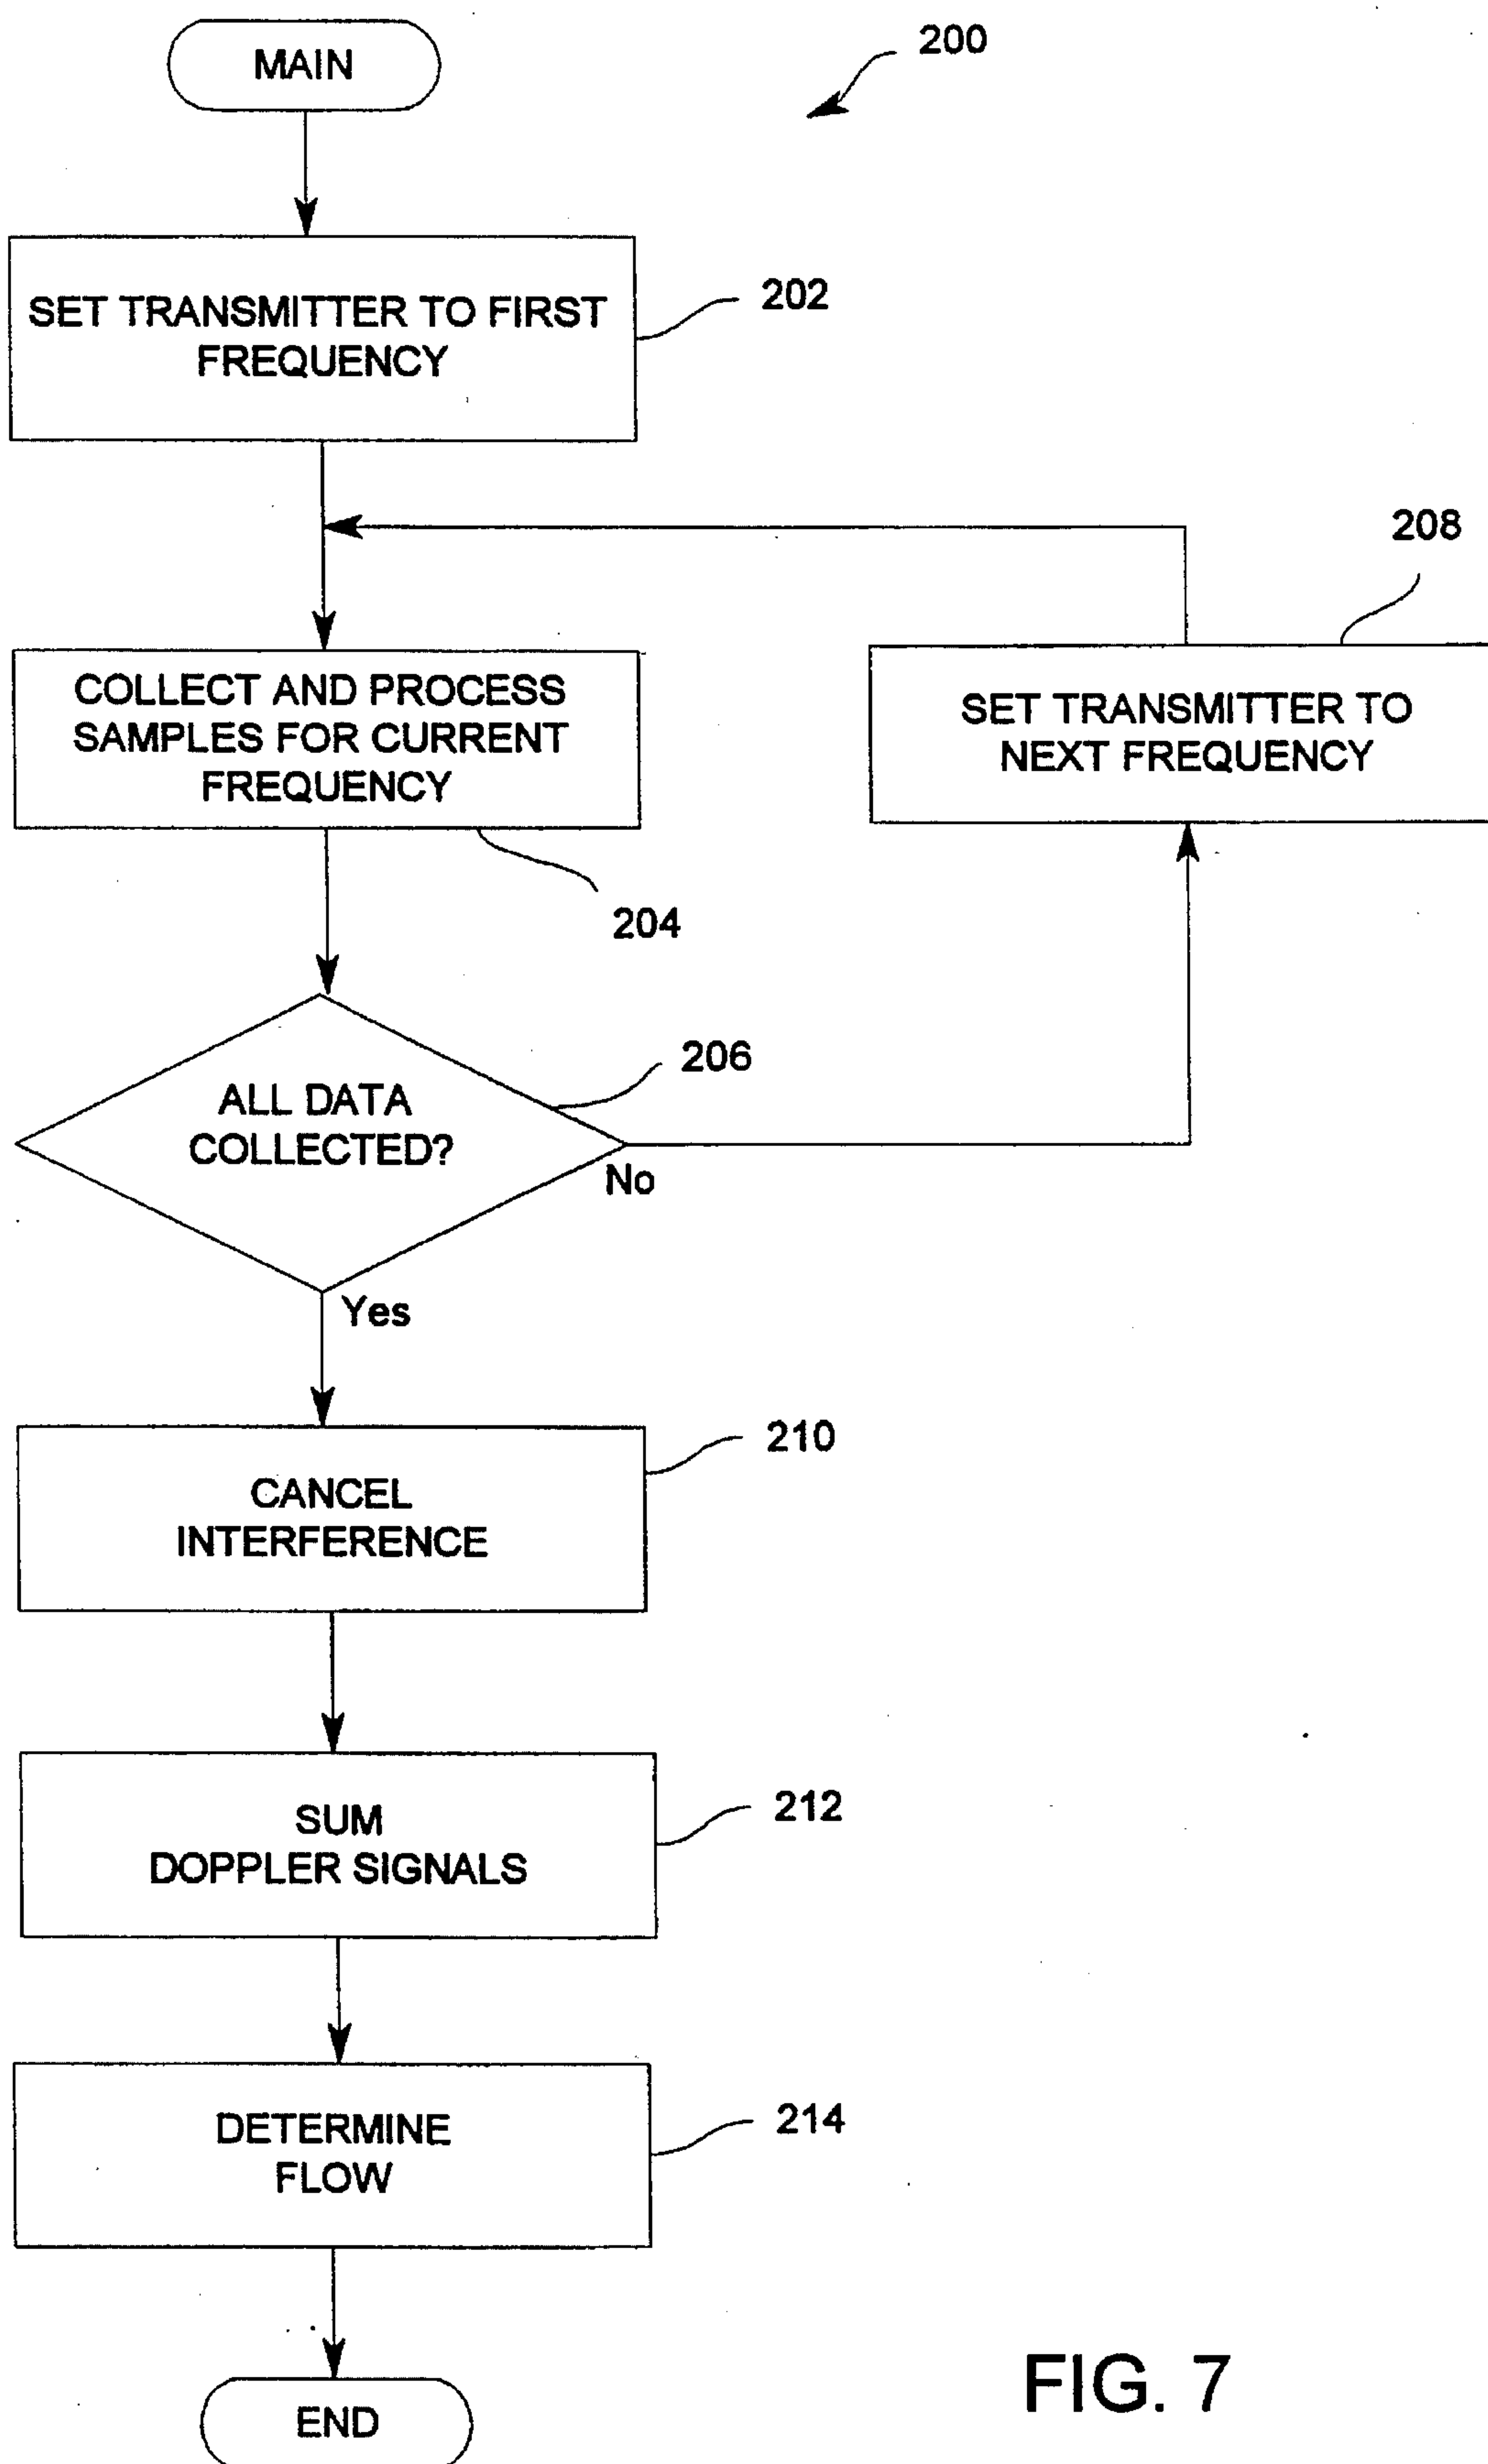 MAIN
200
SET TRANSMITTER TO FIRST
FREQUENCY
202
208
COLLECT AND PROCESS
SAMPLES FOR CURRENT
FREQUENCY
204
SET TRANSMITTER TO
NEXT FREQUENCY
ALL DATA
COLLECTED?
206
No
Yes
CANCEL
INTERFERENCE
210
SUM
DOPPLER SIGNALS
212
DETERMINE
FLOW
214
END
FIG. 7